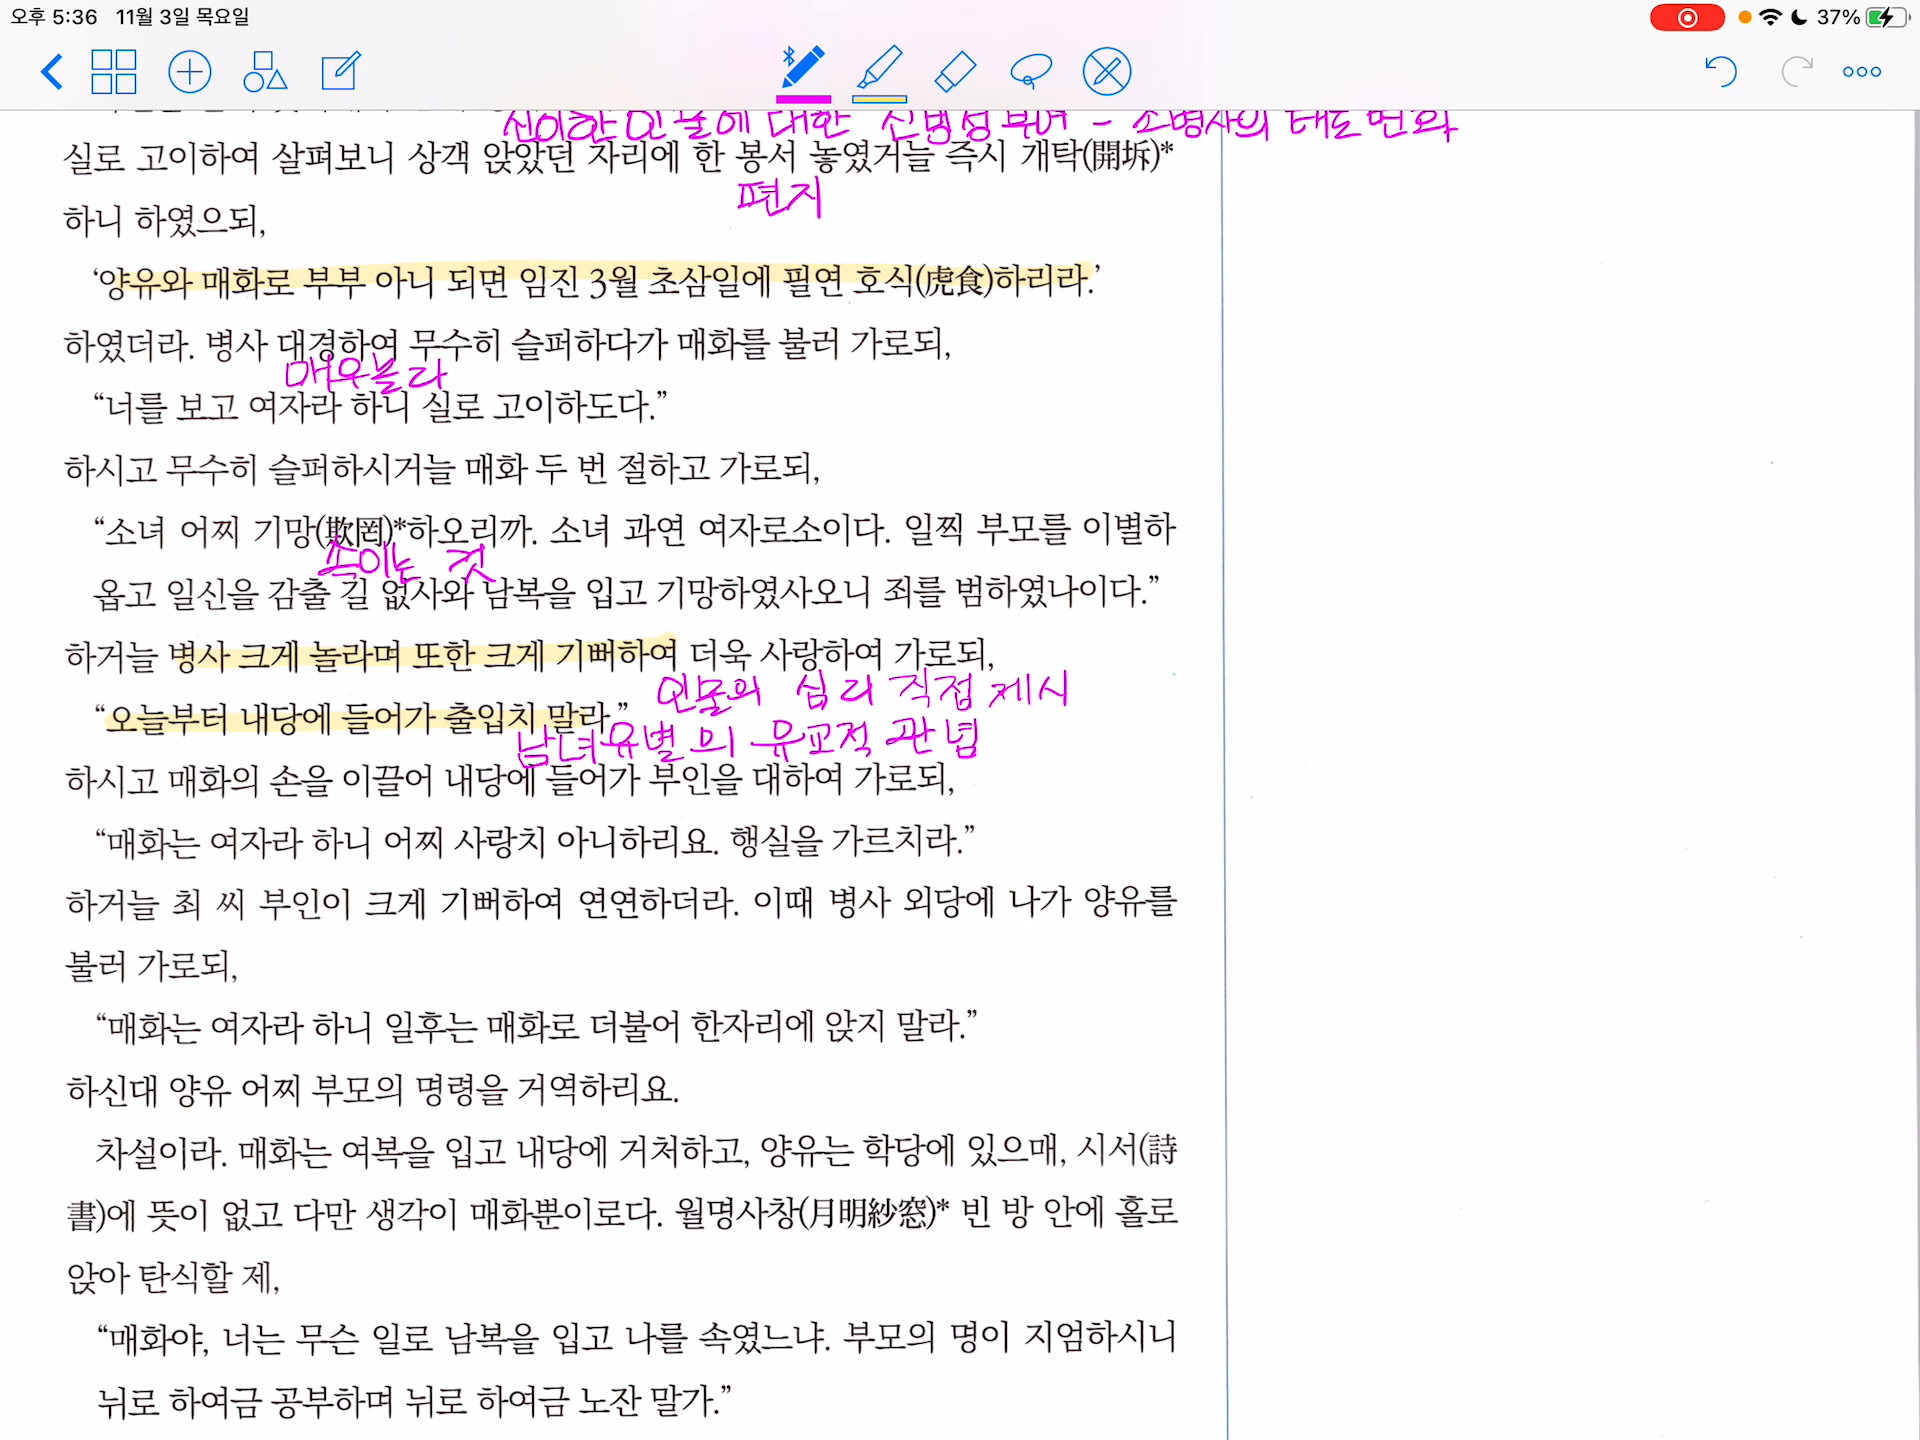 오후 5:36 11월 3일 목요일 37%
신이한 인물에 대한 신빙성 부여 - 소병사의 태도 변화
실로 고이하여 살펴보니 상객 앉았던 자리에 한 봉서 놓였거늘 즉시 개탁(開坼)*
편지
하니 하였으되,
‘양유와 매화로 부부 아니 되면 임진 3월 초삼일에 필연 호식(虎食)하리라.’
하였더라. 병사 대경하여 무수히 슬퍼하다가 매화를 불러 가로되,
매우놀라
“너를 보고 여자라 하니 실로 고이하도다.”
하시고 무수히 슬퍼하시거늘 매화 두 번 절하고 가로되,
“소녀 어찌 기망(欺罔)*하오리까. 소녀 과연 여자로소이다. 일찍 부모를 이별하
속이는 것
옵고 일신을 감출 길 없사와 남복을 입고 기망하였사오니 죄를 범하였나이다.”
하거늘 병사 크게 놀라며 또한 크게 기뻐하여 더욱 사랑하여 가로되,
인물의 심리 직접 제시
“오늘부터 내당에 들어가 출입치 말라.”
남녀유별의 유교적 관념
하시고 매화의 손을 이끌어 내당에 들어가 부인을 대하여 가로되,
“매화는 여자라 하니 어찌 사랑치 아니하리요. 행실을 가르치라.”
하거늘 최 씨 부인이 크게 기뻐하여 연연하더라. 이때 병사 외당에 나가 양유를
불러 가로되,
“매화는 여자라 하니 일후는 매화로 더불어 한자리에 앉지 말라.”
하신대 양유 어찌 부모의 명령을 거역하리요.
차설이라. 매화는 여복을 입고 내당에 거처하고, 양유는 학당에 있으매, 시서(詩
書)에 뜻이 없고 다만 생각이 매화뿐이로다. 월명사창(月明紗窓)* 빈 방 안에 홀로
앉아 탄식할 제,
“매화야, 너는 무슨 일로 남복을 입고 나를 속였느냐. 부모의 명이 지엄하시니
뉘로 하여금 공부하며 뉘로 하여금 노잔 말가.”